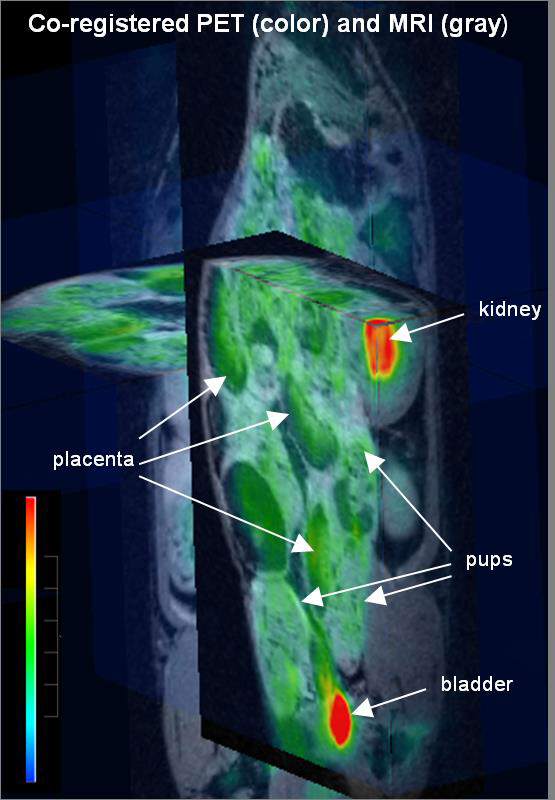 Co-registered PET (color) and MRI (gray)
kidney
placenta
pups
bladder